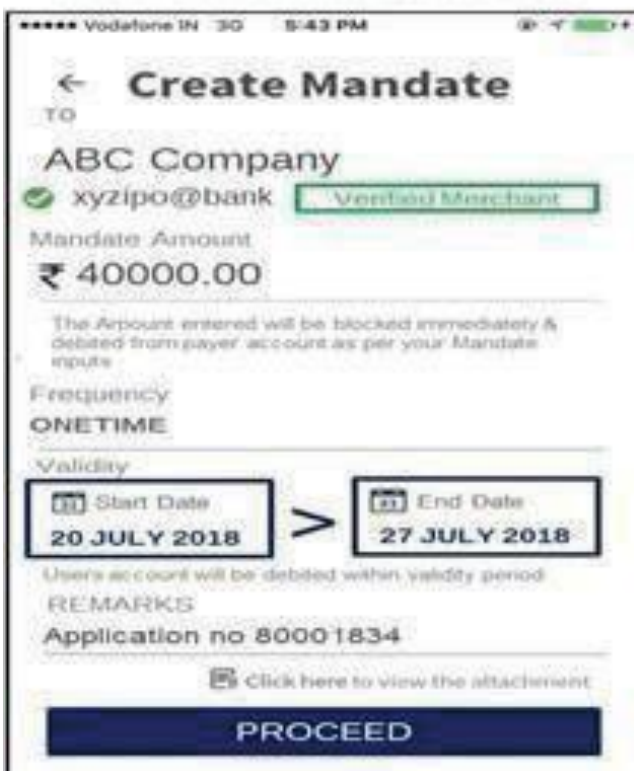 Vodafone IN 3G 5:43 PM
← Create Mandate
TO
ABC Company
xyzipo@bank Verified Merchant
Mandate Amount
₹ 40000.00
The Amount entered will be blocked immediately &
debited from payer account as per your Mandate
inputs
Frequency
ONETIME
Validity
31 Start Date > 31 End Date
20 JULY 2018 27 JULY 2018
Users account will be debited within validity period
REMARKS
Application no 80001834
Click here to view the attachment
PROCEED